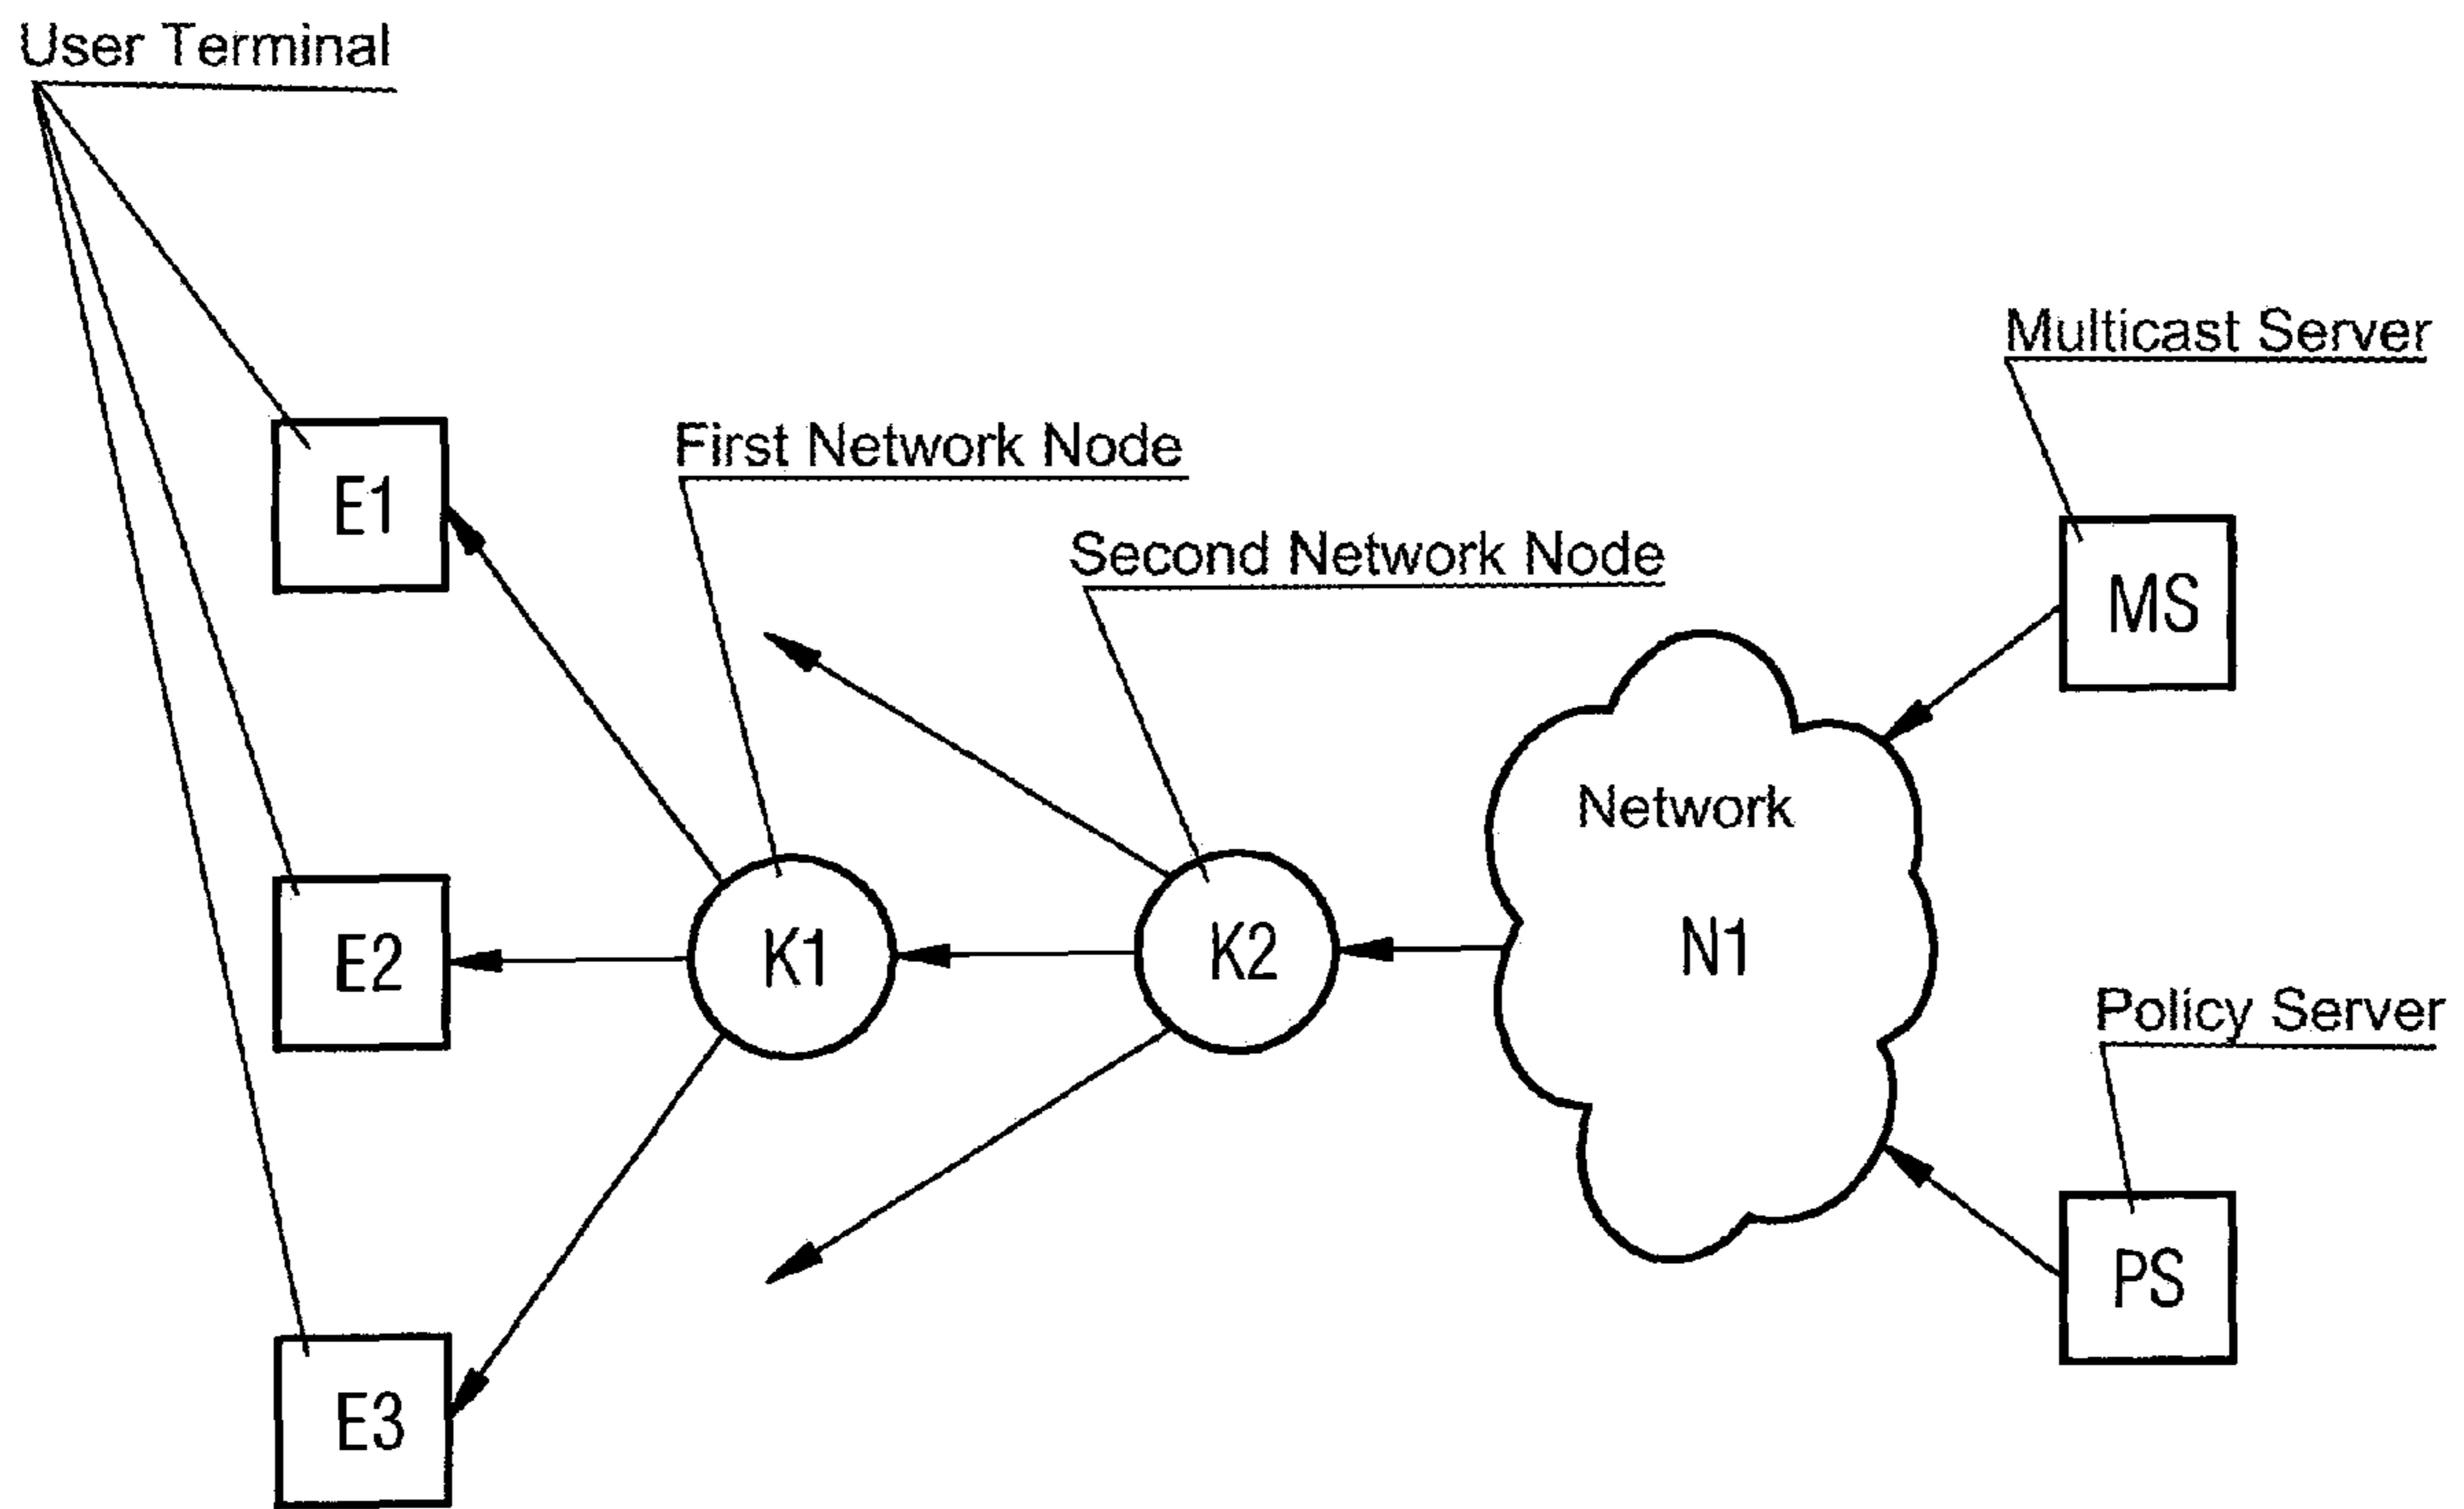 User Terminal
Multicast Server
First Network Node
E1
Second Network Node
MS
Network
E2
K1
K2
N1
Policy Server
PS
E3